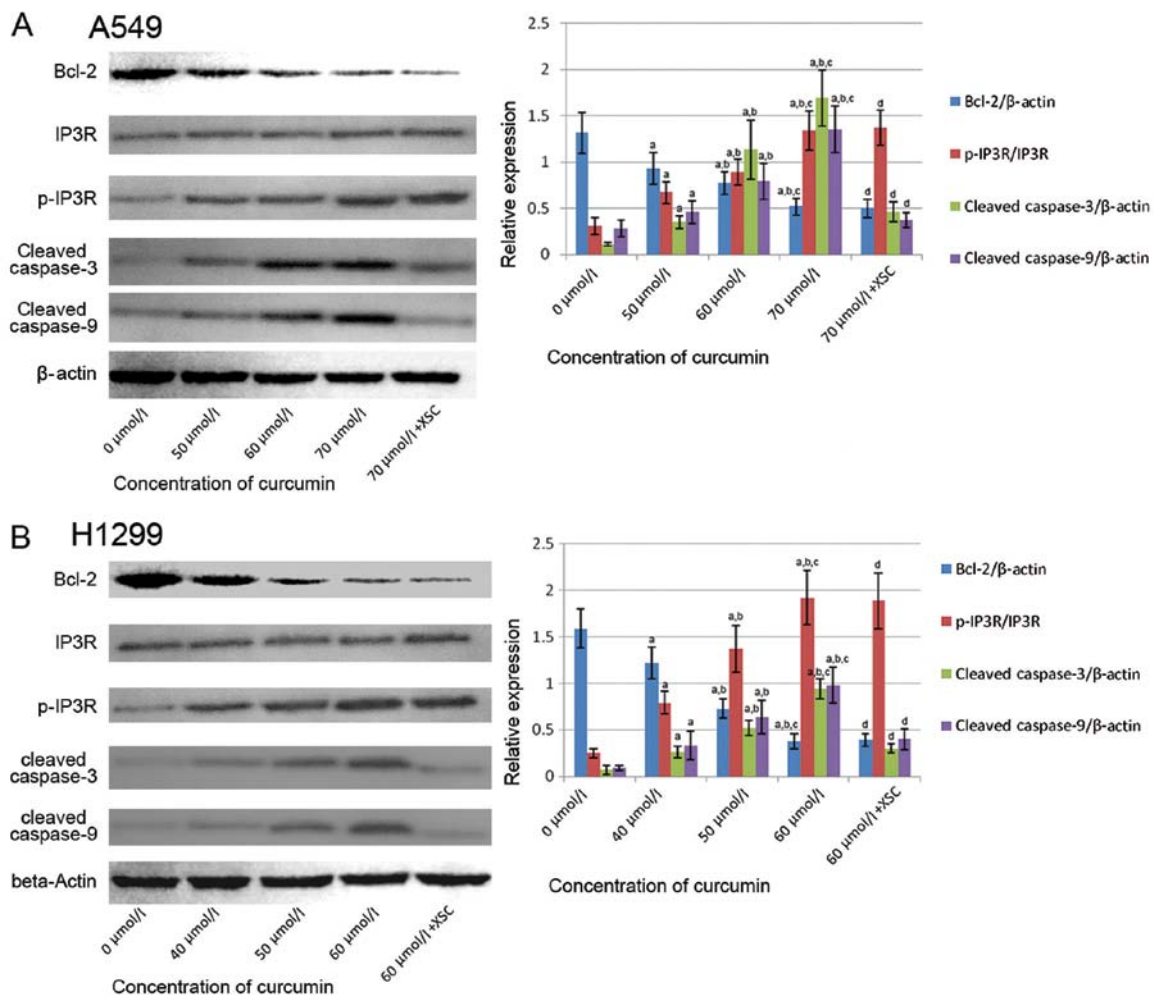 A A549
Bcl-2
IP3R
p-IP3R
Cleaved
caspase-3
Cleaved
caspase-9
β-actin
0 μmol/l
50 μmol/l
60 μmol/l
70 μmol/l
70 μmol/l+XSC
Concentration of curcumin
Relative expression
2.5
2
1.5
1
0.5
0
a
a
a
a
a,b
a,b
a,b
a,b
a,b,c
a,b,c
a,b,c
a,b,c
d
d
d
d
0 μmol/l
50 μmol/l
60 μmol/l
70 μmol/l
70 μmol/l+XSC
Concentration of curcumin
Bcl-2/β-actin
p-IP3R/IP3R
Cleaved caspase-3/β-actin
Cleaved caspase-9/β-actin
B H1299
Bcl-2
IP3R
p-IP3R
cleaved
caspase-3
cleaved
caspase-9
beta-Actin
0 μmol/l
40 μmol/l
50 μmol/l
60 μmol/l
60 μmol/l+XSC
Concentration of curcumin
Relative expression
2.5
2
1.5
1
0.5
0
a
a
a
a
a,b
a,b
a,b
a,b
a,b,c
a,b,c
a,b,c
a,b,c
d
d
d
d
0 μmol/l
40 μmol/l
50 μmol/l
60 μmol/l
60 μmol/l+XSC
Concentration of curcumin
Bcl-2/β-actin
p-IP3R/IP3R
Cleaved caspase-3/β-actin
Cleaved caspase-9/β-actin